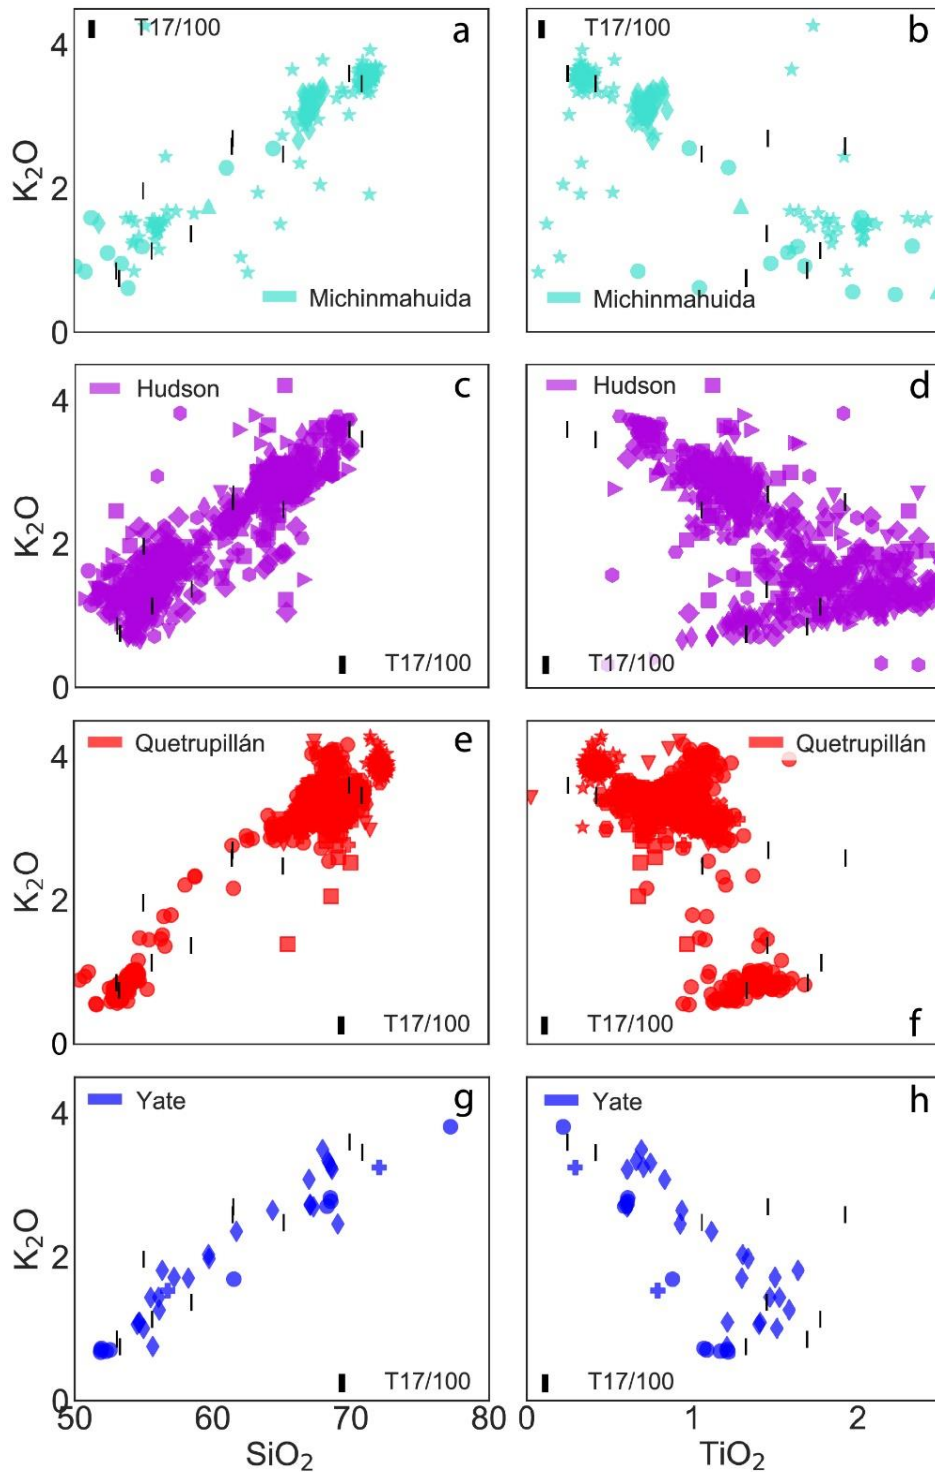 T17/100 a
T17/100 b
4
K₂O
2
0
Michinmahuida
Michinmahuida
Hudson c
Hudson d
4
K₂O
2
0
T17/100
T17/100
Quetrupillán e
Quetrupillán
4
K₂O
2
0
T17/100
T17/100 f
Yate g
Yate h
4
K₂O
2
0
T17/100
T17/100
50 60 70 80
0 1 2
SiO₂
TiO₂